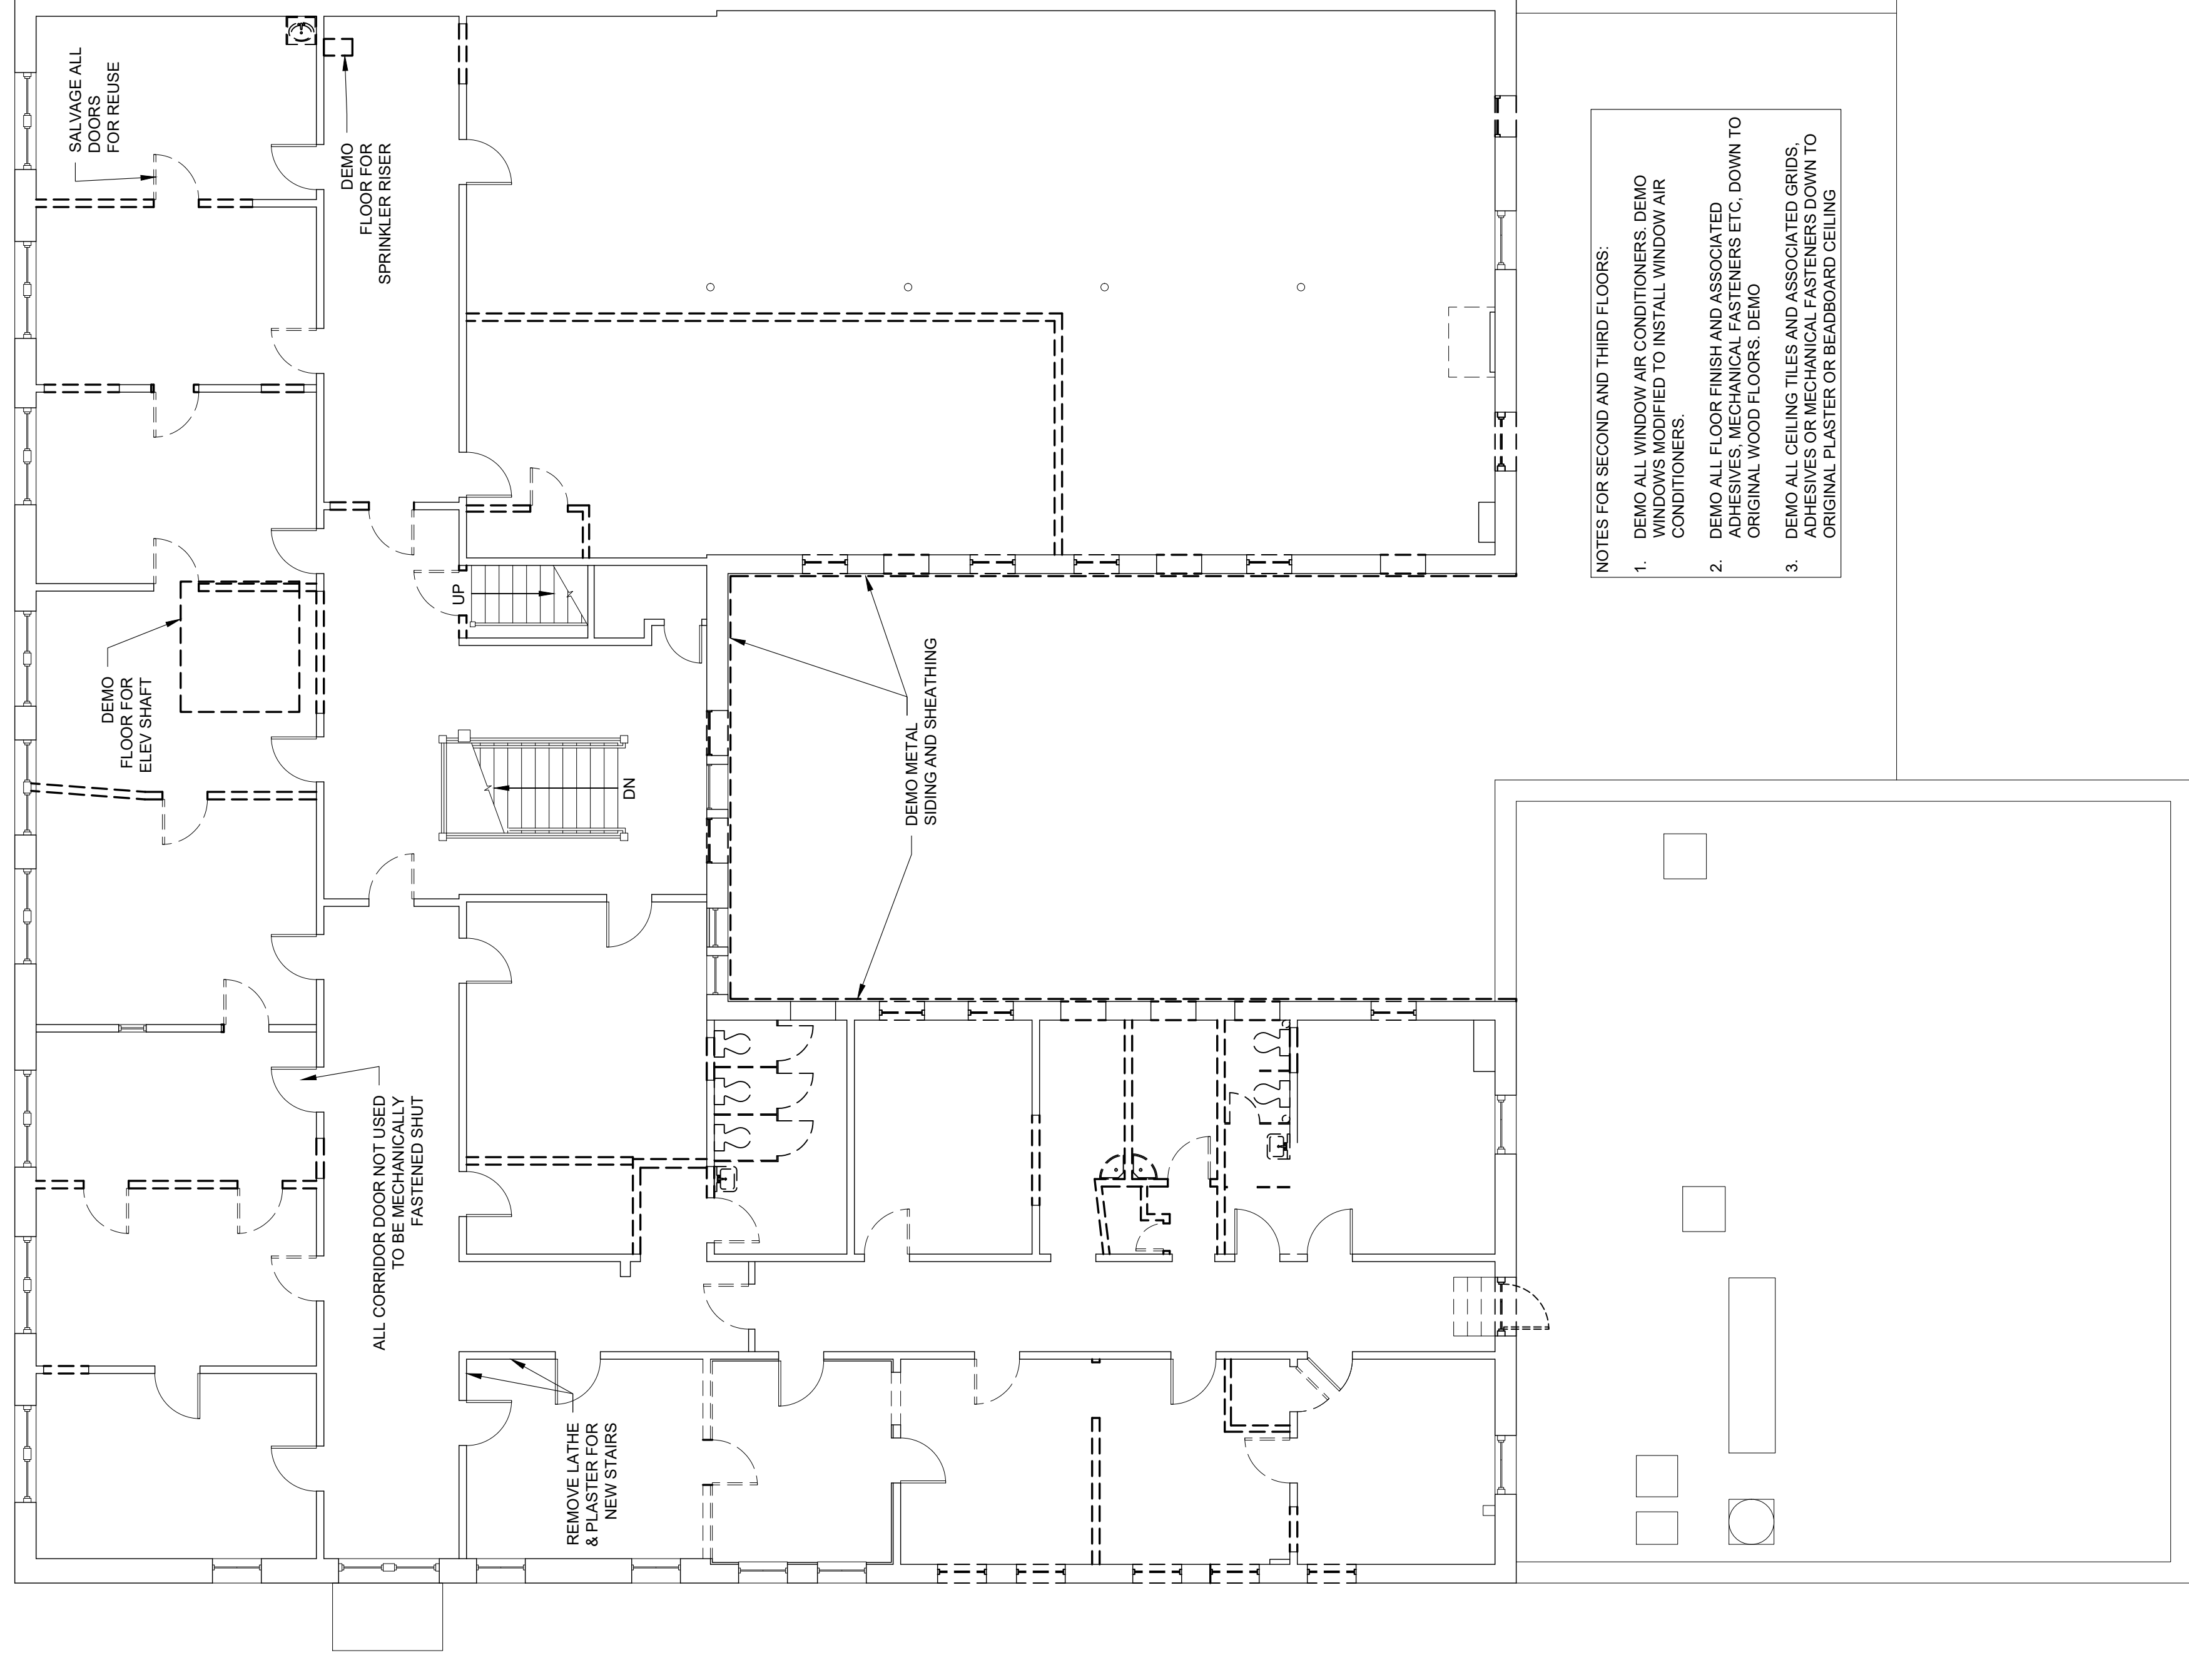 SALVAGE ALL
DOORS
FOR REUSE
DEMO
FLOOR FOR
SPRINKLER RISER
DEMO
FLOOR FOR
ELEV SHAFT
UP
DN
ALL CORRIDOR DOOR NOT USED
TO BE MECHANICALLY
FASTENED SHUT
REMOVE LATHE
& PLASTER FOR
NEW STAIRS
DEMO METAL
SIDING AND SHEATHING
NOTES FOR SECOND AND THIRD FLOORS:
1. DEMO ALL WINDOW AIR CONDITIONERS. DEMO
WINDOWS MODIFIED TO INSTALL WINDOW AIR
CONDITIONERS.
2. DEMO ALL FLOOR FINISH AND ASSOCIATED
ADHESIVES, MECHANICAL FASTENERS ETC, DOWN TO
ORIGINAL WOOD FLOORS. DEMO
3. DEMO ALL CEILING TILES AND ASSOCIATED GRIDS,
ADHESIVES OR MECHANICAL FASTENERS DOWN TO
ORIGINAL PLASTER OR BEADBOARD CEILING